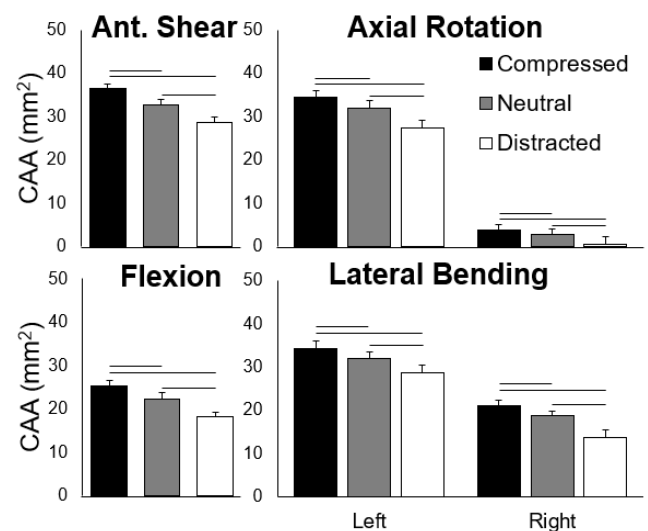 Ant. Shear
Axial Rotation
50
40
30
20
10
0
CAA (mm²)
50
40
30
20
10
0
Compressed
Neutral
Distracted
Flexion
Lateral Bending
50
40
30
20
10
0
CAA (mm²)
50
40
30
20
10
0
Left
Right